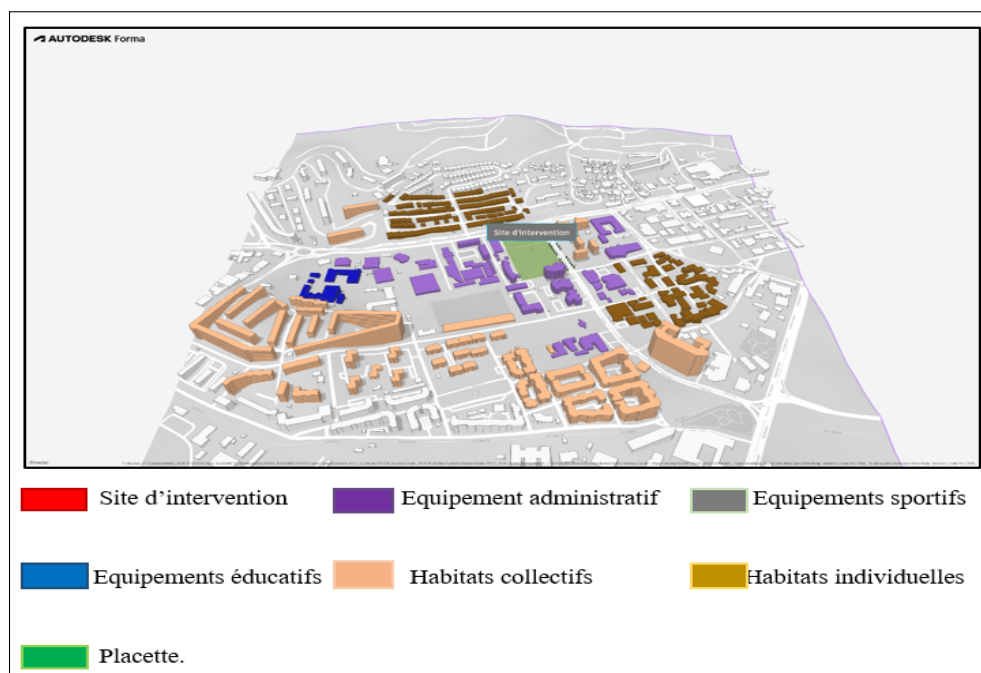 AUTODESK Forma
Site d'intervention
Site d'intervention
Equipement administratif
Equipements sportifs
Equipements éducatifs
Habitats collectifs
Habitats individuelles
Placette.